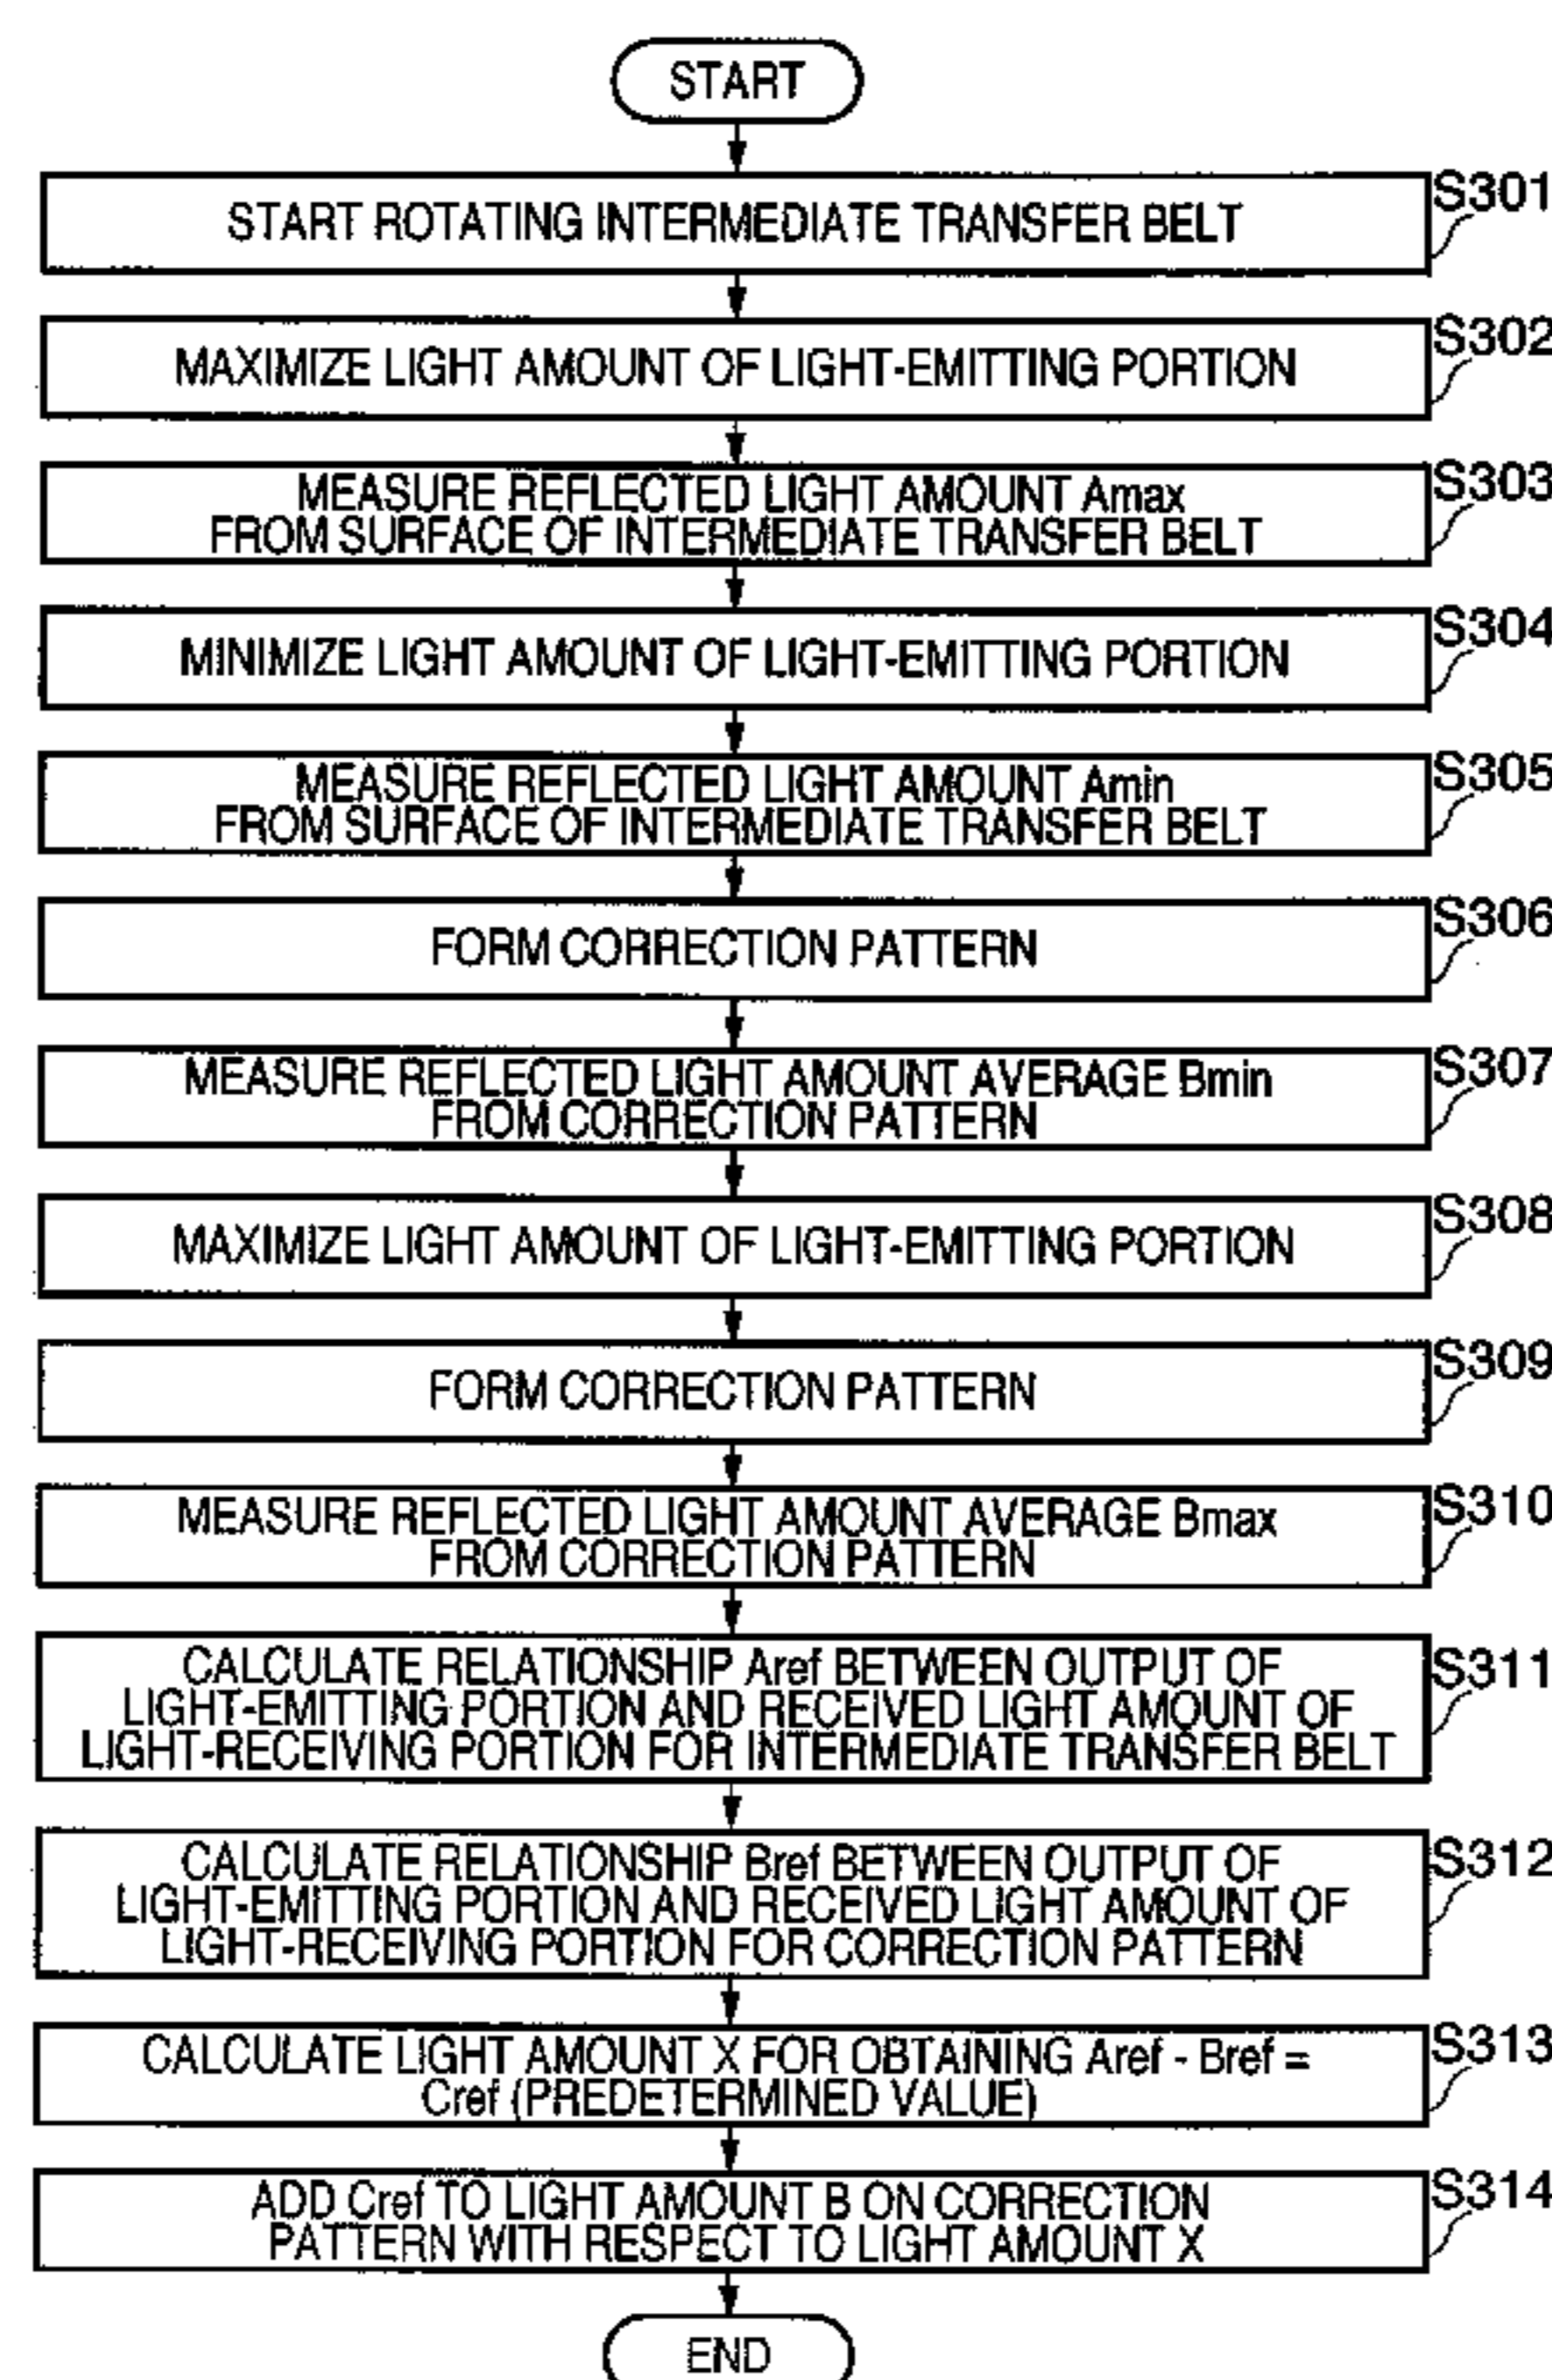 START
S301
START ROTATING INTERMEDIATE TRANSFER BELT
S302
MAXIMIZE LIGHT AMOUNT OF LIGHT-EMITTING PORTION
S303
MEASURE REFLECTED LIGHT AMOUNT Amax
FROM SURFACE OF INTERMEDIATE TRANSFER BELT
S304
MINIMIZE LIGHT AMOUNT OF LIGHT-EMITTING PORTION
S305
MEASURE REFLECTED LIGHT AMOUNT Amin
FROM SURFACE OF INTERMEDIATE TRANSFER BELT
S306
FORM CORRECTION PATTERN
S307
MEASURE REFLECTED LIGHT AMOUNT AVERAGE Bmin
FROM CORRECTION PATTERN
S308
MAXIMIZE LIGHT AMOUNT OF LIGHT-EMITTING PORTION
S309
FORM CORRECTION PATTERN
S310
MEASURE REFLECTED LIGHT AMOUNT AVERAGE Bmax
FROM CORRECTION PATTERN
S311
CALCULATE RELATIONSHIP Aref BETWEEN OUTPUT OF
LIGHT-EMITTING PORTION AND RECEIVED LIGHT AMOUNT OF
LIGHT-RECEIVING PORTION FOR INTERMEDIATE TRANSFER BELT
S312
CALCULATE RELATIONSHIP Bref BETWEEN OUTPUT OF
LIGHT-EMITTING PORTION AND RECEIVED LIGHT AMOUNT OF
LIGHT-RECEIVING PORTION FOR CORRECTION PATTERN
S313
CALCULATE LIGHT AMOUNT X FOR OBTAINING Aref - Bref =
Cref (PREDETERMINED VALUE)
S314
ADD Cref TO LIGHT AMOUNT B ON CORRECTION
PATTERN WITH RESPECT TO LIGHT AMOUNT X
END